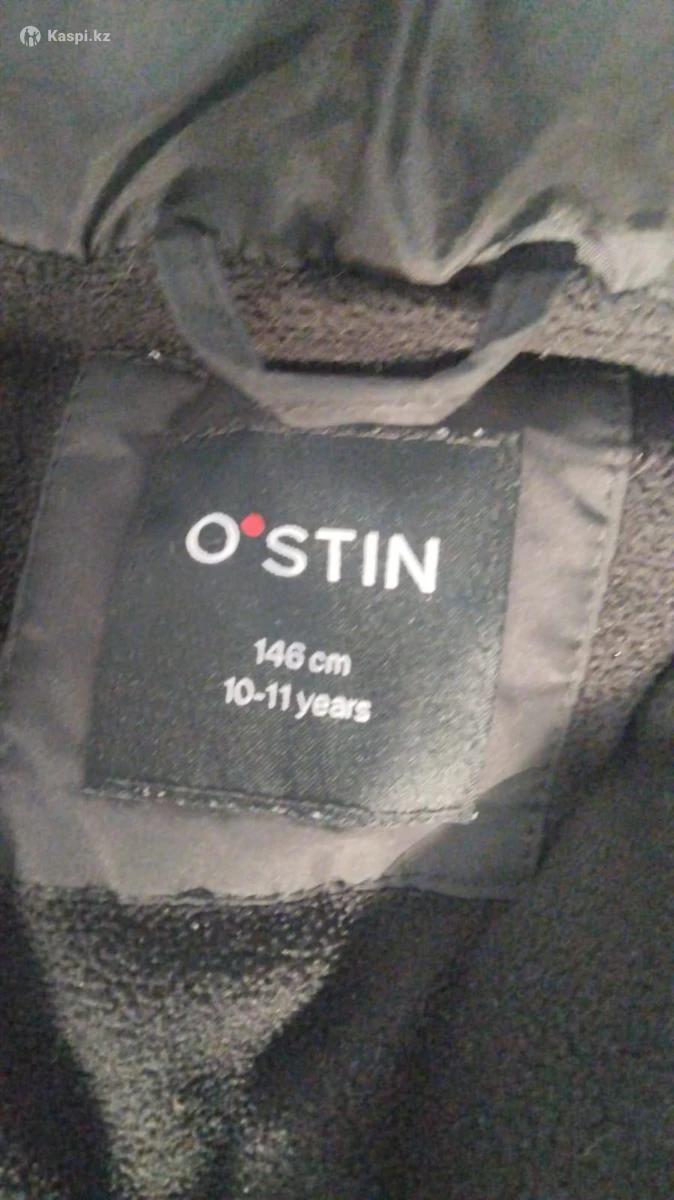 Kaspi.kz
O'STIN
146 cm
10-11 years